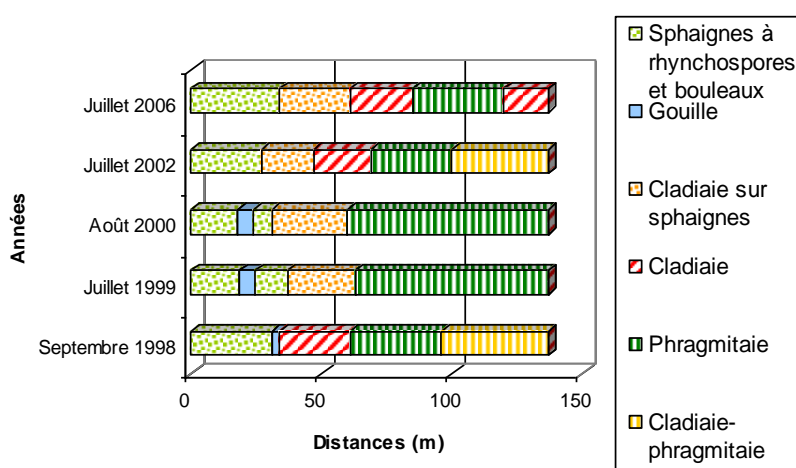 Juillet 2006
Juillet 2002
Août 2000
Juillet 1999
Septembre 1998
Années
0
50
100
150
Distances (m)
Sphaignes à
rhynchospores
et bouleaux
Gouille
Cladiaie sur
sphaignes
Cladiaie
Phragmitaie
Cladiaie-
phragmitaie